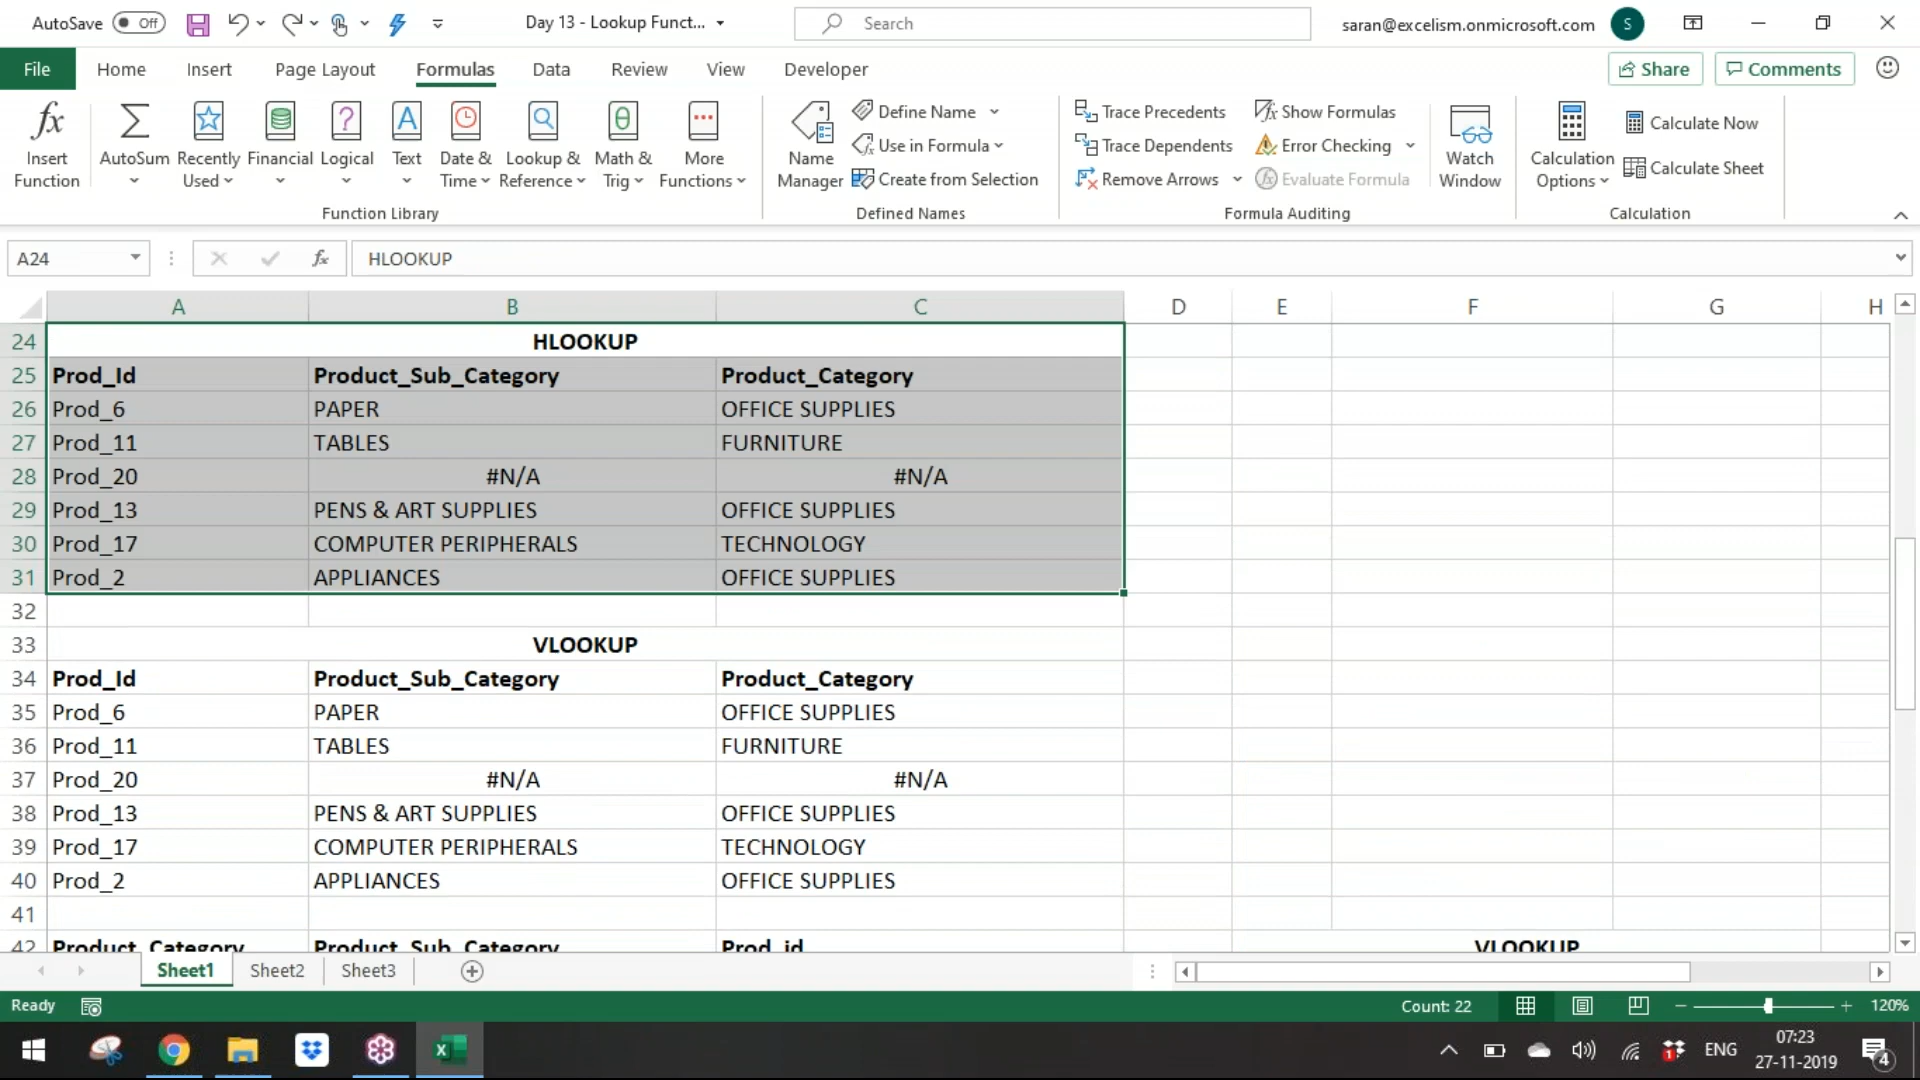 AutoSave Off Day 13 - Lookup Funct... Search saran@excelism.onmicrosoft.com S
File Home Insert Page Layout Formulas Data Review View Developer Share Comments
Insert Function
AutoSum
Recently Used
Financial
Logical
Text
Date & Time
Lookup & Reference
Math & Trig
More Functions
Function Library
Name Manager
Define Name
Use in Formula
Create from Selection
Defined Names
Trace Precedents
Trace Dependents
Remove Arrows
Show Formulas
Error Checking
Evaluate Formula
Formula Auditing
Watch Window
Calculation Options
Calculate Now
Calculate Sheet
Calculation
A24 fx HLOOKUP
A B C D E F G H
24 HLOOKUP
25 Prod_Id Product_Sub_Category Product_Category
26 Prod_6 PAPER OFFICE SUPPLIES
27 Prod_11 TABLES FURNITURE
28 Prod_20 #N/A #N/A
29 Prod_13 PENS & ART SUPPLIES OFFICE SUPPLIES
30 Prod_17 COMPUTER PERIPHERALS TECHNOLOGY
31 Prod_2 APPLIANCES OFFICE SUPPLIES
32
33 VLOOKUP
34 Prod_Id Product_Sub_Category Product_Category
35 Prod_6 PAPER OFFICE SUPPLIES
36 Prod_11 TABLES FURNITURE
37 Prod_20 #N/A #N/A
38 Prod_13 PENS & ART SUPPLIES OFFICE SUPPLIES
39 Prod_17 COMPUTER PERIPHERALS TECHNOLOGY
40 Prod_2 APPLIANCES OFFICE SUPPLIES
41
42 Product_Category Product_Sub_Category Prod_id VLOOKUP
Sheet1 Sheet2 Sheet3
Ready Count: 22 120%
ENG 07:23
27-11-2019 4